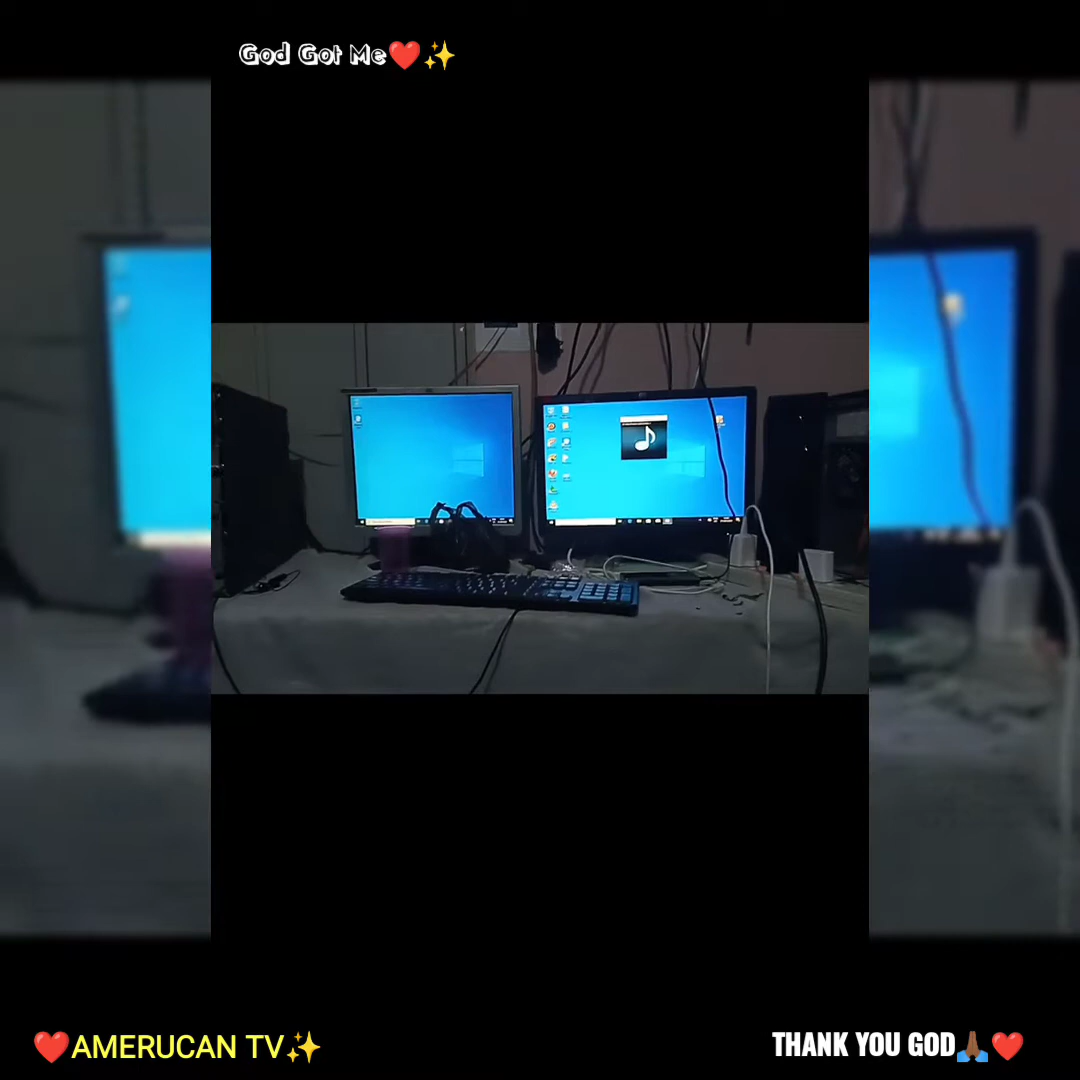 God Got Me❤️✨
❤️AMERUCAN TV✨
THANK YOU GOD🙏🏾❤️